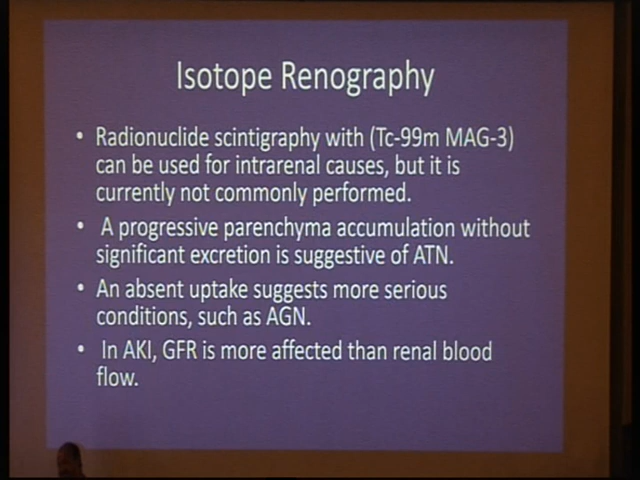 Isotope Renography
• Radionuclide scintigraphy with (Tc-99m MAG-3)
can be used for intrarenal causes, but it is
currently not commonly performed.
• A progressive parenchyma accumulation without
significant excretion is suggestive of ATN.
• An absent uptake suggests more serious
conditions, such as AGN.
• In AKI, GFR is more affected than renal blood
flow.